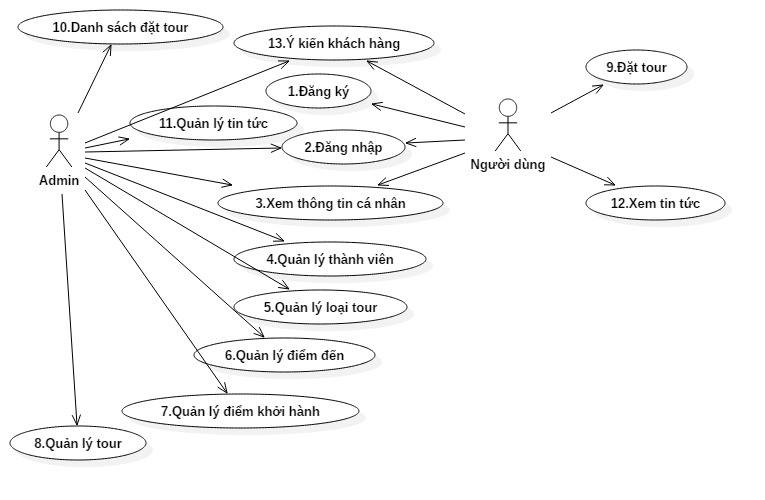 10.Danh sách đặt tour
13.Ý kiến khách hàng
9.Đặt tour
1.Đăng ký
11.Quản lý tin tức
2.Đăng nhập
Người dùng
Admin
3.Xem thông tin cá nhân
12.Xem tin tức
4.Quản lý thành viên
5.Quản lý loại tour
6.Quản lý điểm đến
7.Quản lý điểm khởi hành
8.Quản lý tour